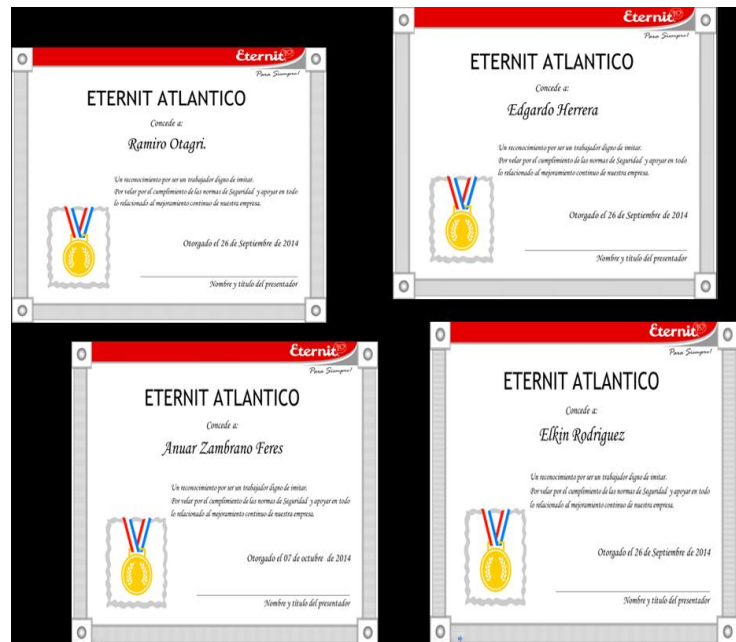 Eternit
Para Siempre!
ETERNIT ATLANTICO
Concede a:
Ramiro Otagri.
Un reconocimiento por ser un trabajador digno de imitar.
Por velar por el cumplimiento de las normas de Seguridad y apoyar en todo
lo relacionado al mejoramiento continuo de nuestra empresa.
Otorgado el 26 de Septiembre de 2014
Nombre y título del presentador
Eternit
Para Siempre!
ETERNIT ATLANTICO
Concede a:
Edgardo Herrera
Un reconocimiento por ser un trabajador digno de imitar.
Por velar por el cumplimiento de las normas de Seguridad y apoyar en todo
lo relacionado al mejoramiento continuo de nuestra empresa.
Otorgado el 26 de Septiembre de 2014
Nombre y título del presentador
Eternit
Para Siempre!
ETERNIT ATLANTICO
Concede a:
Anuar Zambrano Feres
Un reconocimiento por ser un trabajador digno de imitar.
Por velar por el cumplimiento de las normas de Seguridad y apoyar en todo
lo relacionado al mejoramiento continuo de nuestra empresa.
Otorgado el 07 de octubre de 2014
Nombre y título del presentador
Eternit
Para Siempre!
ETERNIT ATLANTICO
Concede a:
Elkin Rodriguez
Un reconocimiento por ser un trabajador digno de imitar.
Por velar por el cumplimiento de las normas de Seguridad y apoyar en todo
lo relacionado al mejoramiento continuo de nuestra empresa.
Otorgado el 26 de Septiembre de 2014
Nombre y título del presentador